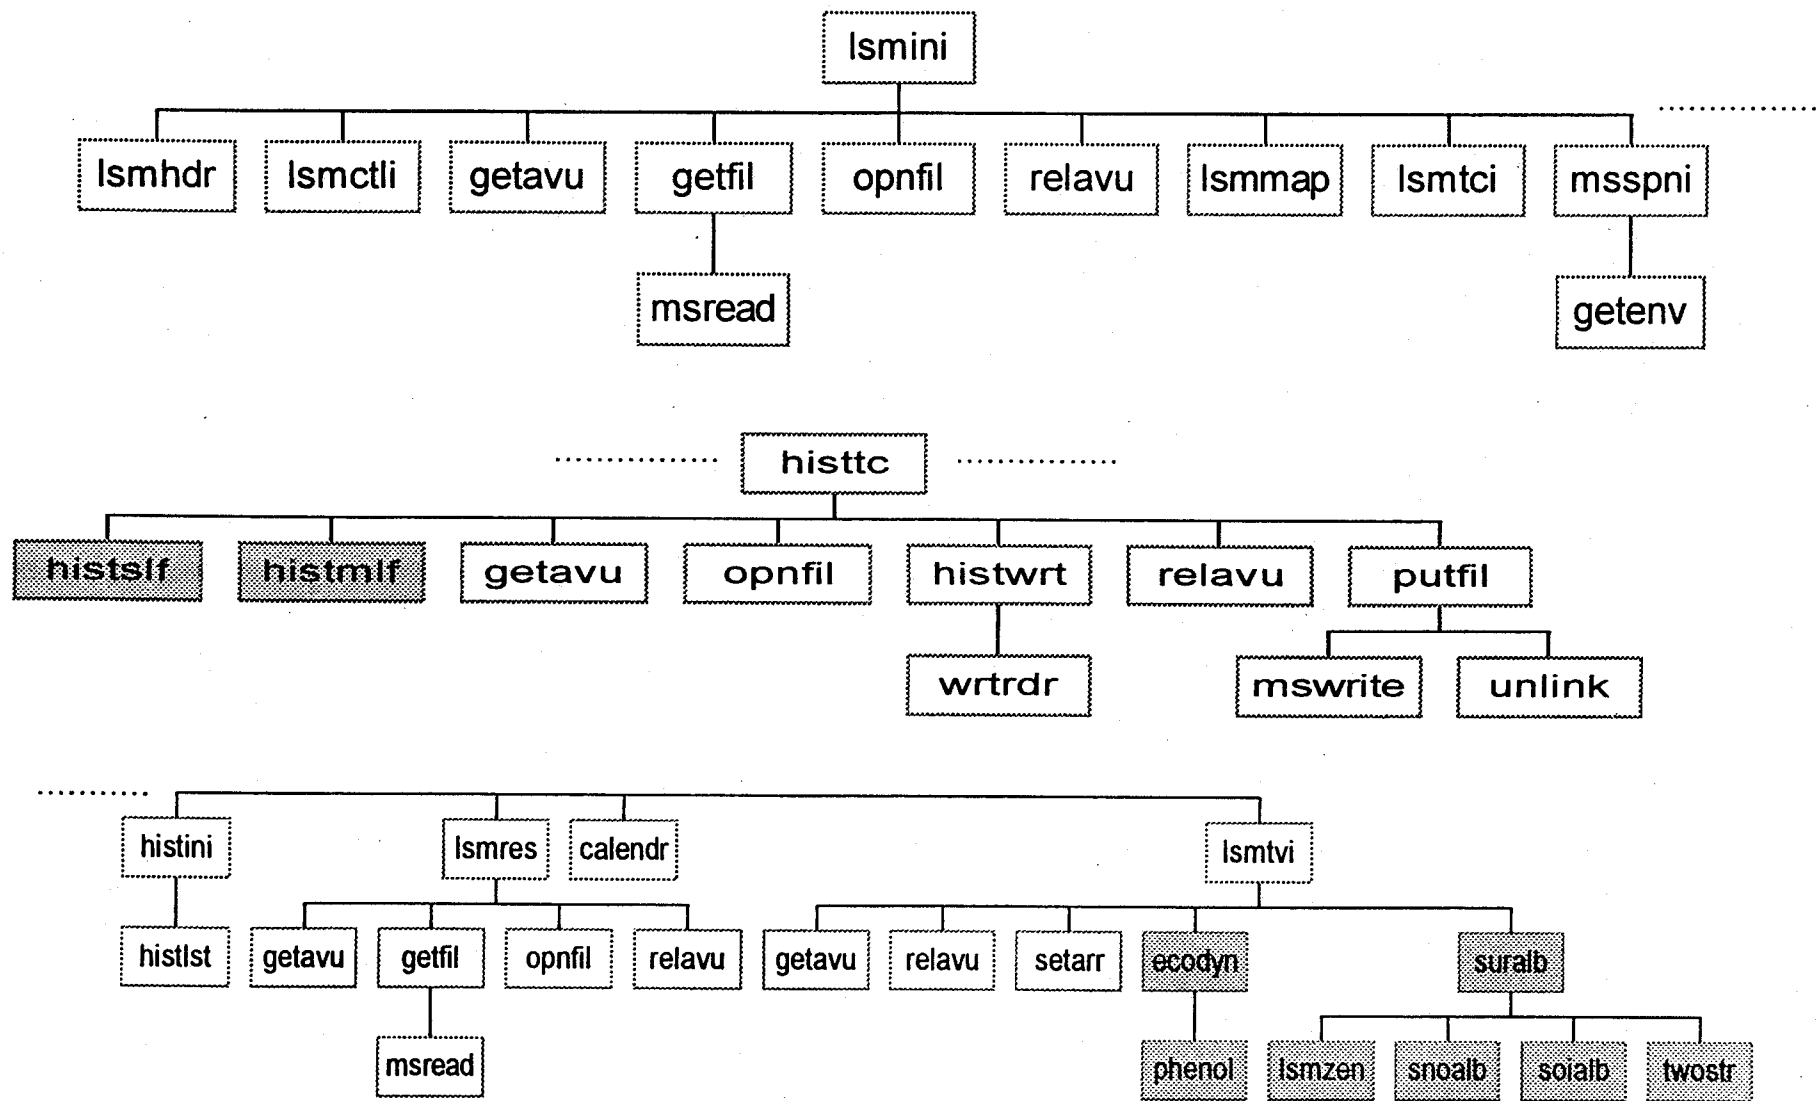 lsmini
lsmhdr lsmctli getavu getfil opnfil relavu lsmmap lsmtci msspni
msread getenv
histtc
histslf histmlf getavu opnfil histwrt relavu putfil
wrtrdr mswrite unlink
histini lsmres calendr lsmtvi
histlst getavu getfil opnfil relavu getavu relavu setarr ecodyn suralb
msread phenol lsmzen snoalb soialb twostr